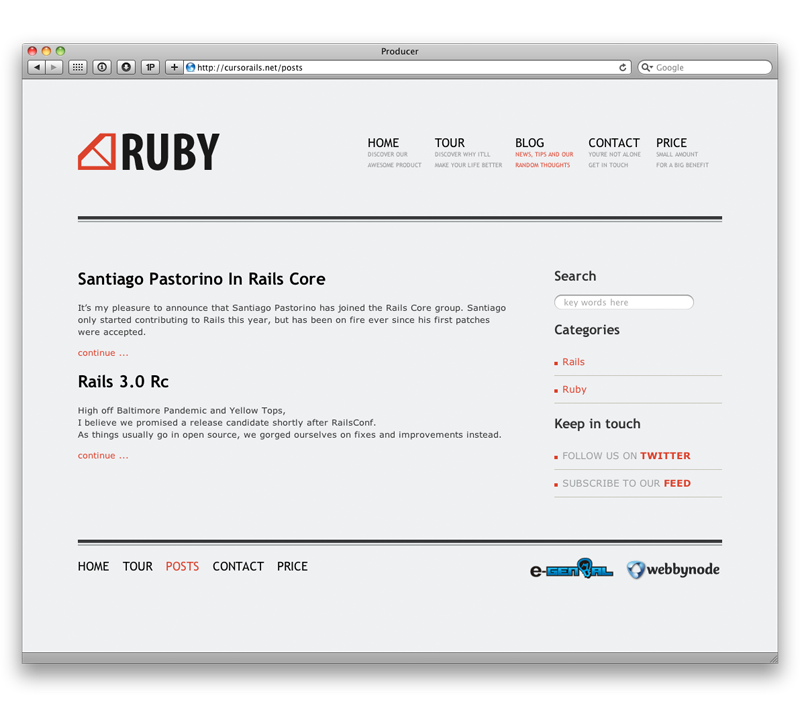 Producer
1P
http://cursorails.net/posts
Google
RUBY
HOME
DISCOVER OUR
AWESOME PRODUCT
TOUR
DISCOVER WHY IT'LL
MAKE YOUR LIFE BETTER
BLOG
NEWS, TIPS AND OUR
RANDOM THOUGHTS
CONTACT
YOU'RE NOT ALONE
GET IN TOUCH
PRICE
SMALL AMOUNT
FOR A BIG BENEFIT
Santiago Pastorino In Rails Core
It's my pleasure to announce that Santiago Pastorino has joined the Rails Core group. Santiago
only started contributing to Rails this year, but has been on fire ever since his first patches
were accepted.
continue ...
Rails 3.0 Rc
High off Baltimore Pandemic and Yellow Tops,
I believe we promised a release candidate shortly after RailsConf.
As things usually go in open source, we gorged ourselves on fixes and improvements instead.
continue ...
Search
key words here
Categories
Rails
Ruby
Keep in touch
FOLLOW US ON TWITTER
SUBSCRIBE TO OUR FEED
HOME TOUR POSTS CONTACT PRICE
e-GENIAL
webbynode